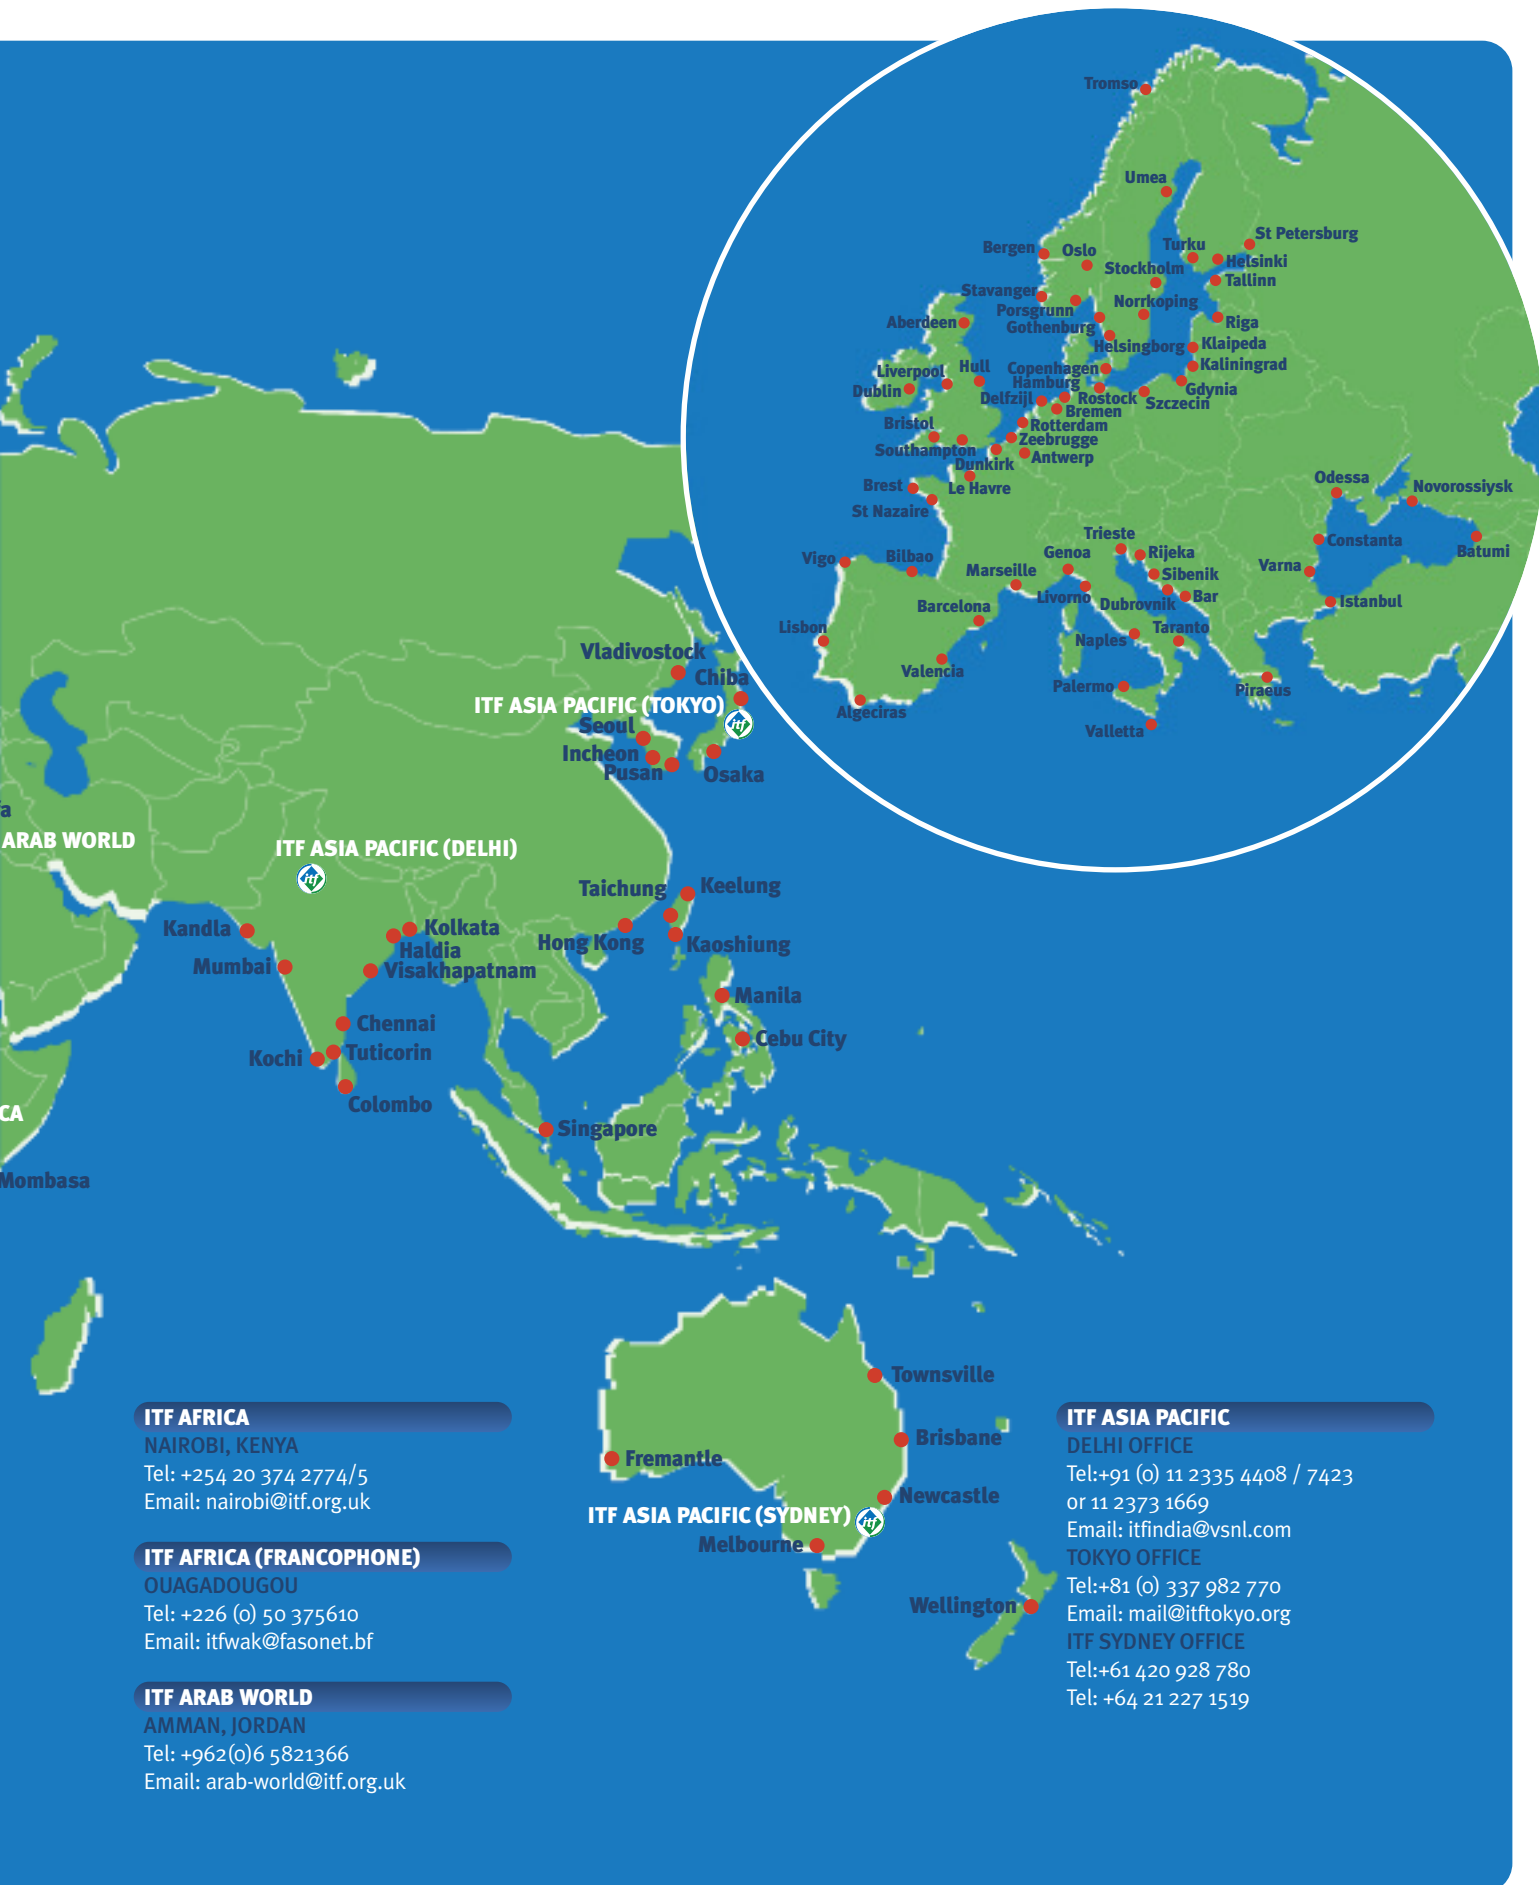 Tromso
Umea
St Petersburg
Bergen
Oslo
Turku
Helsinki
Stockholm
Tallinn
Stavanger
Norrkoping
Porsgrunn
Aberdeen
Gothenburg
Riga
Helsingborg
Klaipeda
Liverpool
Hull
Copenhagen
Kaliningrad
Hamburg
Dublin
Delfzijl
Rostock
Gdynia
Szczecin
Bremen
Bristol
Rotterdam
Zeebrugge
Southampton
Antwerp
Dunkirk
Brest
Le Havre
Odessa
Novorossiysk
St Nazaire
Trieste
Constanta
Vigo
Bilbao
Genoa
Rijeka
Batumi
Marseille
Sibenik
Varna
Livorno
Bar
Barcelona
Dubrovnik
Istanbul
Lisbon
Naples
Taranto
Valencia
Palermo
Piraeus
Algeciras
Valletta
Vladivostock
Chiba
ITF ASIA PACIFIC (TOKYO)
itf
Seoul
Incheon
Pusan
Osaka
fa
ARAB WORLD
ITF ASIA PACIFIC (DELHI)
itf
Taichung
Keelung
Kandla
Kolkata
Hong Kong
Kaoshiung
Haldia
Mumbai
Visakhapatnam
Manila
Chennai
Cebu City
Kochi
Tuticorin
Colombo
CA
Singapore
Mombasa
Townsville
Brisbane
Fremantle
Newcastle
ITF ASIA PACIFIC (SYDNEY)
itf
Melbourne
Wellington
ITF AFRICA
NAIROBI, KENYA
Tel: +254 20 374 2774/5
Email: nairobi@itf.org.uk
ITF AFRICA (FRANCOPHONE)
OUAGADOUGOU
Tel: +226 (0) 50 375610
Email: itfwak@fasonet.bf
ITF ARAB WORLD
AMMAN, JORDAN
Tel: +962(0)6 5821366
Email: arab-world@itf.org.uk
ITF ASIA PACIFIC
DELHI OFFICE
Tel:+91 (0) 11 2335 4408 / 7423
or 11 2373 1669
Email: itfindia@vsnl.com
TOKYO OFFICE
Tel:+81 (0) 337 982 770
Email: mail@itftokyo.org
ITF SYDNEY OFFICE
Tel:+61 420 928 780
Tel: +64 21 227 1519